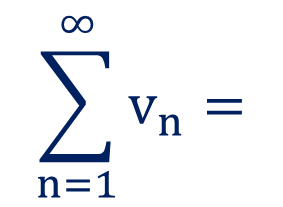 ∞
∑ vₙ =
n=1